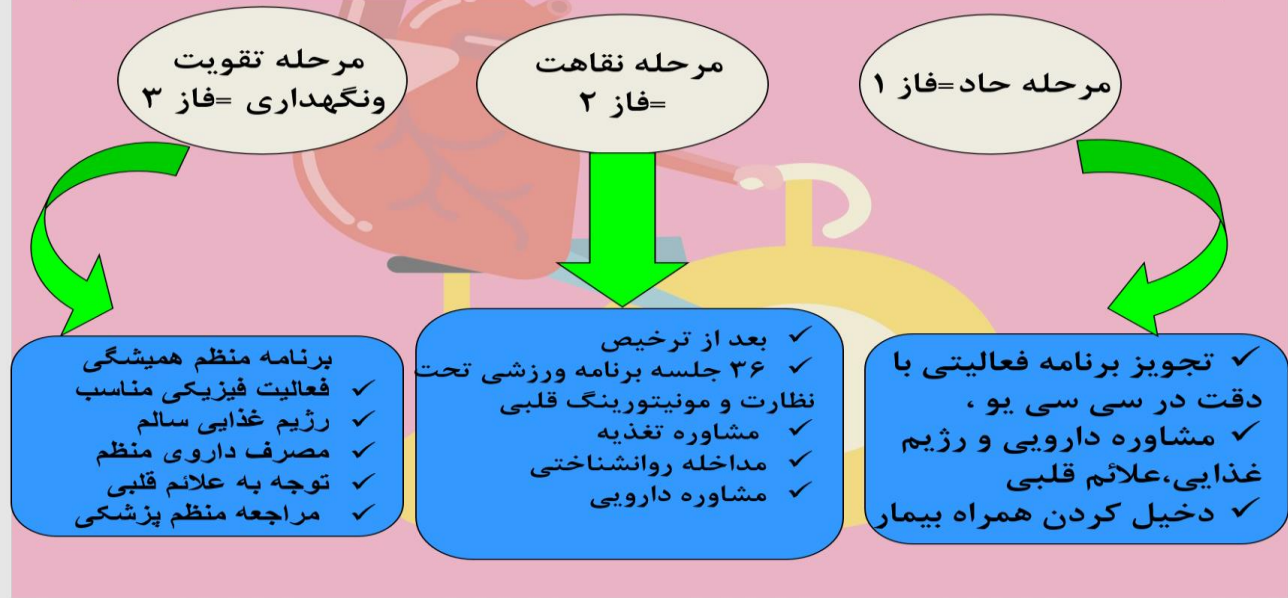 مرحله حاد=فاز ۱
تجویز برنامه فعالیتی با
دقت در سی سی یو ،
مشاوره دارویی و رژیم
غذایی،علائم قلبی
دخیل کردن همراه بیمار
مرحله نقاهت
=فاز ۲
بعد از ترخیص
۳۶ جلسه برنامه ورزشی تحت
نظارت و مونیتورینگ قلبی
مشاوره تغذیه
مداخله روانشناختی
مشاوره دارویی
مرحله تقویت
ونگهداری =فاز ۳
برنامه منظم همیشگی
فعالیت فیزیکی مناسب
رژیم غذایی سالم
مصرف داروی منظم
توجه به علائم قلبی
مراجعه منظم پزشکی